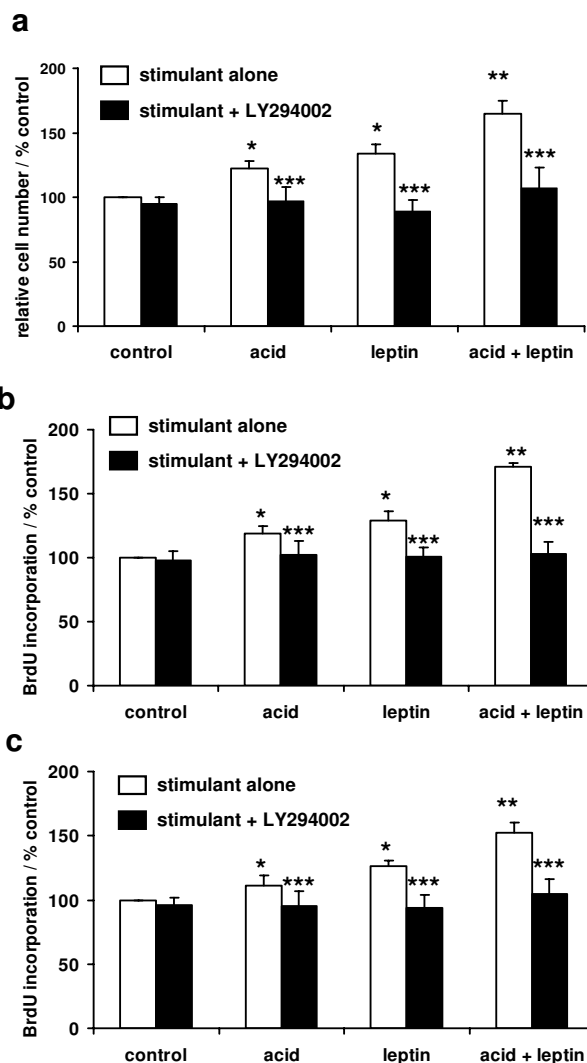 a
relative cell number / % control
200
150
100
50
0
stimulant alone
stimulant + LY294002
*
***
*
***
**
***
control acid leptin acid + leptin
b
BrdU incorporation / % control
200
150
100
50
0
stimulant alone
stimulant + LY294002
*
***
*
***
**
***
control acid leptin acid + leptin
c
BrdU incorporation / % control
200
150
100
50
0
stimulant alone
stimulant + LY294002
*
***
*
***
**
***
control acid leptin acid + leptin